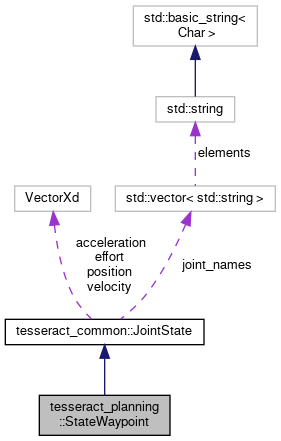 std::basic_string<
Char >
std::string
elements
VectorXd
std::vector< std::string >
acceleration
effort
position
velocity
joint_names
tesseract_common::JointState
tesseract_planning
::StateWaypoint